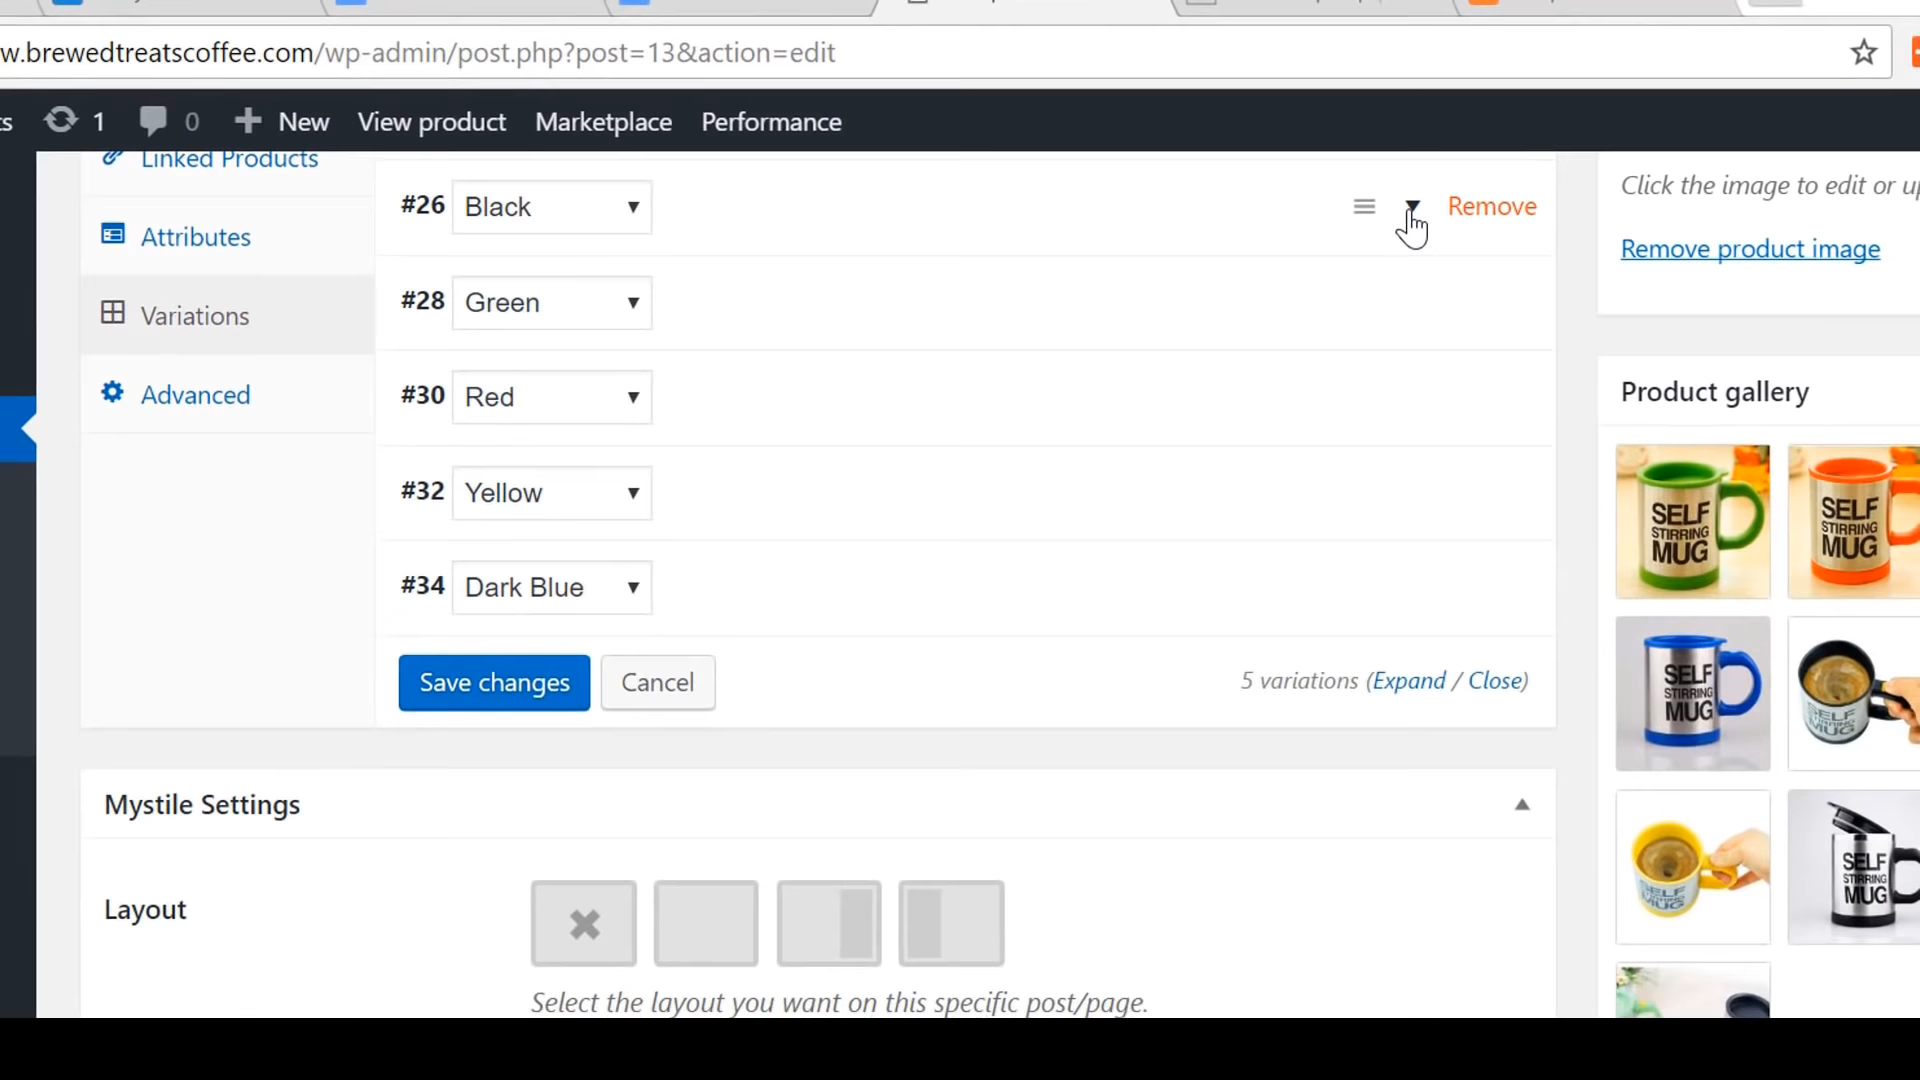 w.brewedtreatscoffee.com/wp-admin/post.php?post=13&action=edit
1 0 New View product Marketplace Performance
Linked Products
Attributes
Variations
Advanced
#26 Black Remove
#28 Green
#30 Red
#32 Yellow
#34 Dark Blue
Save changes Cancel 5 variations (Expand / Close)
Mystile Settings
Layout
Select the layout you want on this specific post/page.
Click the image to edit or up
Remove product image
Product gallery
SELF
STIRRING
MUG
SELF
STIRRING
MUG
SELF
STIRRING
MUG
SELF
STIRRING
MUG